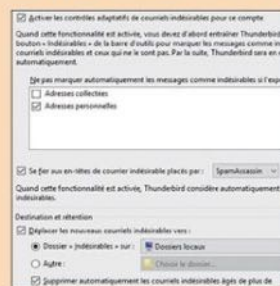 Activer les contrôles adaptatifs de courriels indésirables pour ce compte
Quand cette fonctionnalité est activée, vous devez d'abord entraîner Thunderbird
bouton « Indésirables » de la barre d'outils pour marquer les messages comme in
courriels indésirables et ceux qui ne sont pas. Par la suite, Thunderbird sera en
automatiquement.
Ne pas marquer automatiquement les messages comme indésirables si l'exp
Adresses collectées
Adresses personnelles
Se fier aux en-têtes de courrier indésirable placés par : SpamAssassin
Quand cette fonctionnalité est activée, Thunderbird considère automatiquement
indésirables.
Destination et rétention
Déplacer les nouveaux courriels indésirables vers :
Dossier « Indésirables » sur : Dossiers locaux
Autre : Choisir le dossier...
Supprimer automatiquement les courriels indésirables âgés de plus de